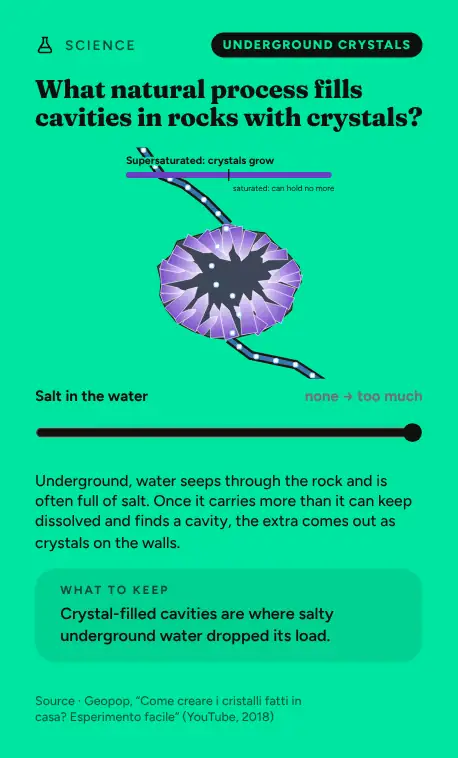 SCIENCE
UNDERGROUND CRYSTALS
What natural process fills
cavities in rocks with crystals?
Supersaturated: crystals grow
saturated: can hold no more
Salt in the water
none → too much
Underground, water seeps through the rock and is
often full of salt. Once it carries more than it can keep
dissolved and finds a cavity, the extra comes out as
crystals on the walls.
WHAT TO KEEP
Crystal-filled cavities are where salty
underground water dropped its load.
Source · Geopop, “Come creare i cristalli fatti in
casa? Esperimento facile” (YouTube, 2018)